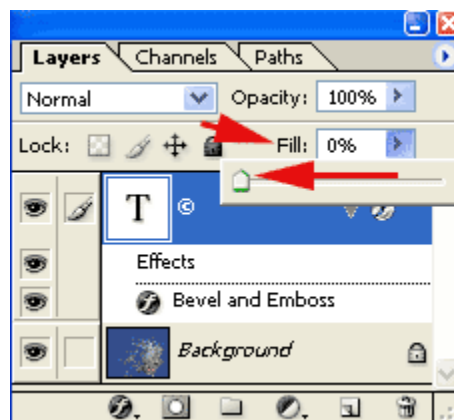 Layers Channels Paths
Normal Opacity: 100%
Lock: Fill: 0%
T ©
Effects
Bevel and Emboss
Background